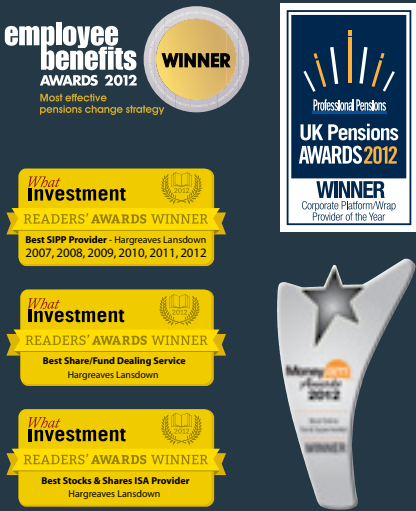 employee
benefits
AWARDS 2012
Most effective
pensions change strategy
WINNER
Professional Pensions
UK Pensions
AWARDS 2012
WINNER
Corporate Platform/Wrap
Provider of the Year
What
Investment
2012
READERS' AWARDS WINNER
Best SIPP Provider - Hargreaves Lansdown
2007, 2008, 2009, 2010, 2011, 2012
What
Investment
2012
READERS' AWARDS WINNER
Best Share/Fund Dealing Service
Hargreaves Lansdown
What
Investment
2012
READERS' AWARDS WINNER
Best Stocks & Shares ISA Provider
Hargreaves Lansdown
Moneyam
Awards
2012
Best Online
WINNER